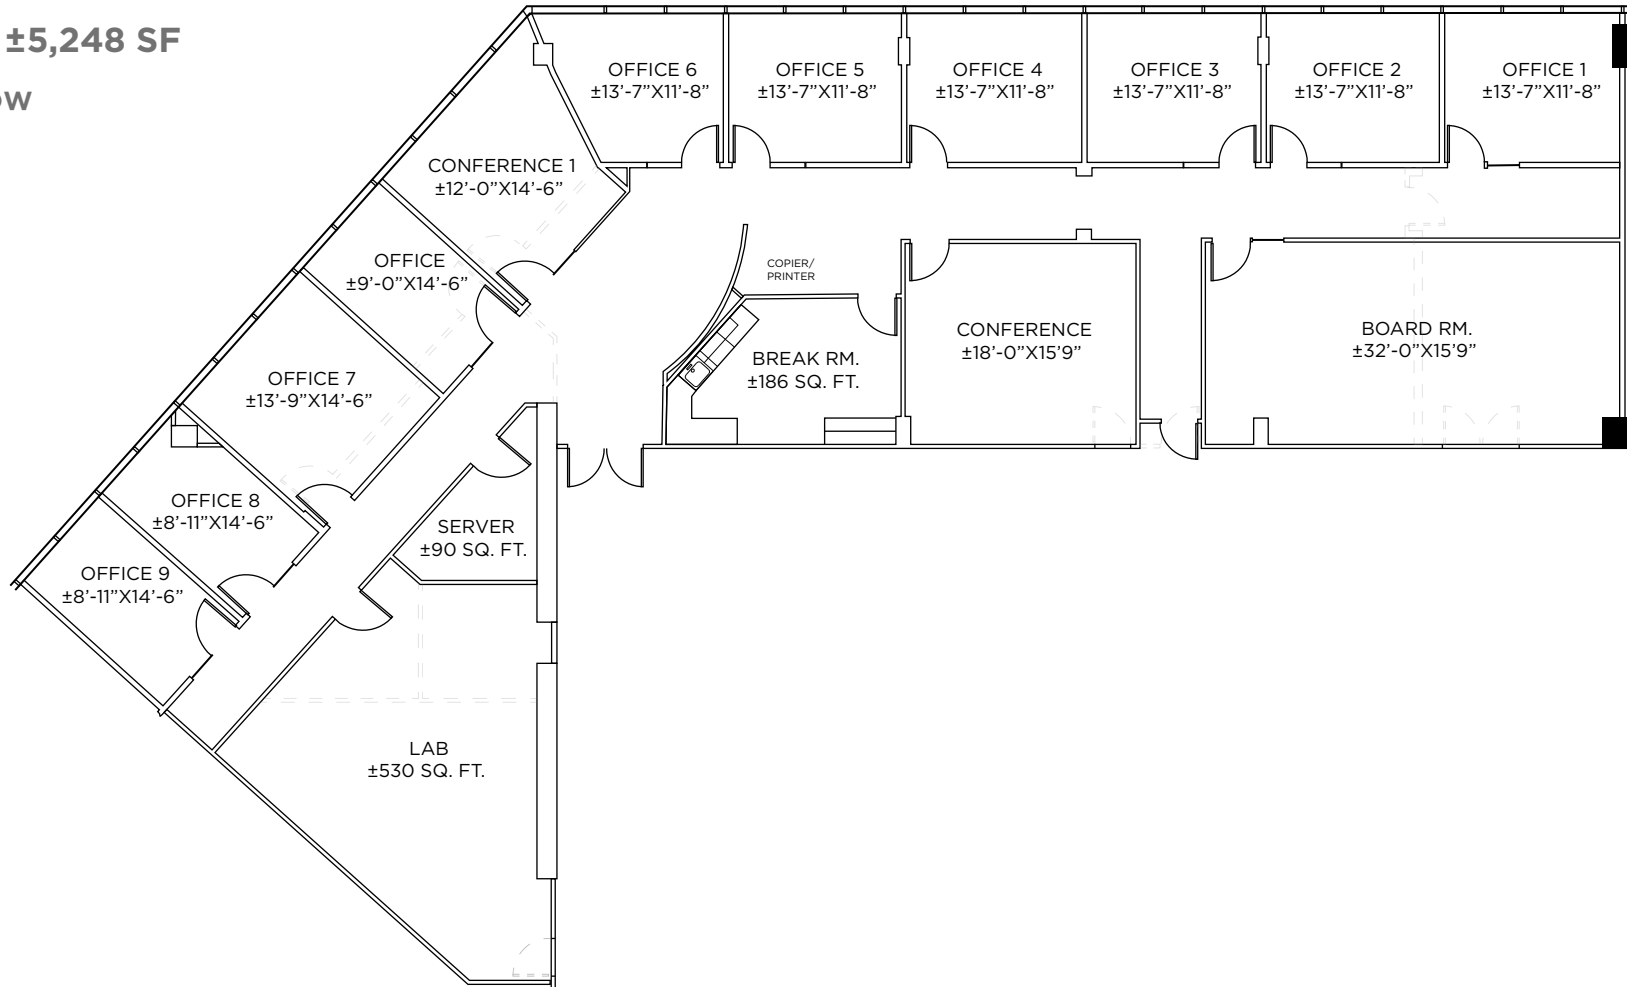 ±5,248 SF
OFFICE 6
±13'-7”X11'-8”
OFFICE 5
±13'-7”X11'-8”
OFFICE 4
±13'-7”X11'-8”
OFFICE 3
±13'-7”X11'-8”
OFFICE 2
±13'-7”X11'-8”
OFFICE 1
±13'-7”X11'-8”
CONFERENCE 1
±12'-0”X14'-6”
OFFICE
±9'-0”X14'-6”
COPIER/
PRINTER
CONFERENCE
±18'-0”X15'9”
BOARD RM.
±32'-0”X15'9”
BREAK RM.
±186 SQ. FT.
OFFICE 7
±13'-9”X14'-6”
OFFICE 8
±8'-11”X14'-6”
SERVER
±90 SQ. FT.
OFFICE 9
±8'-11”X14'-6”
LAB
±530 SQ. FT.